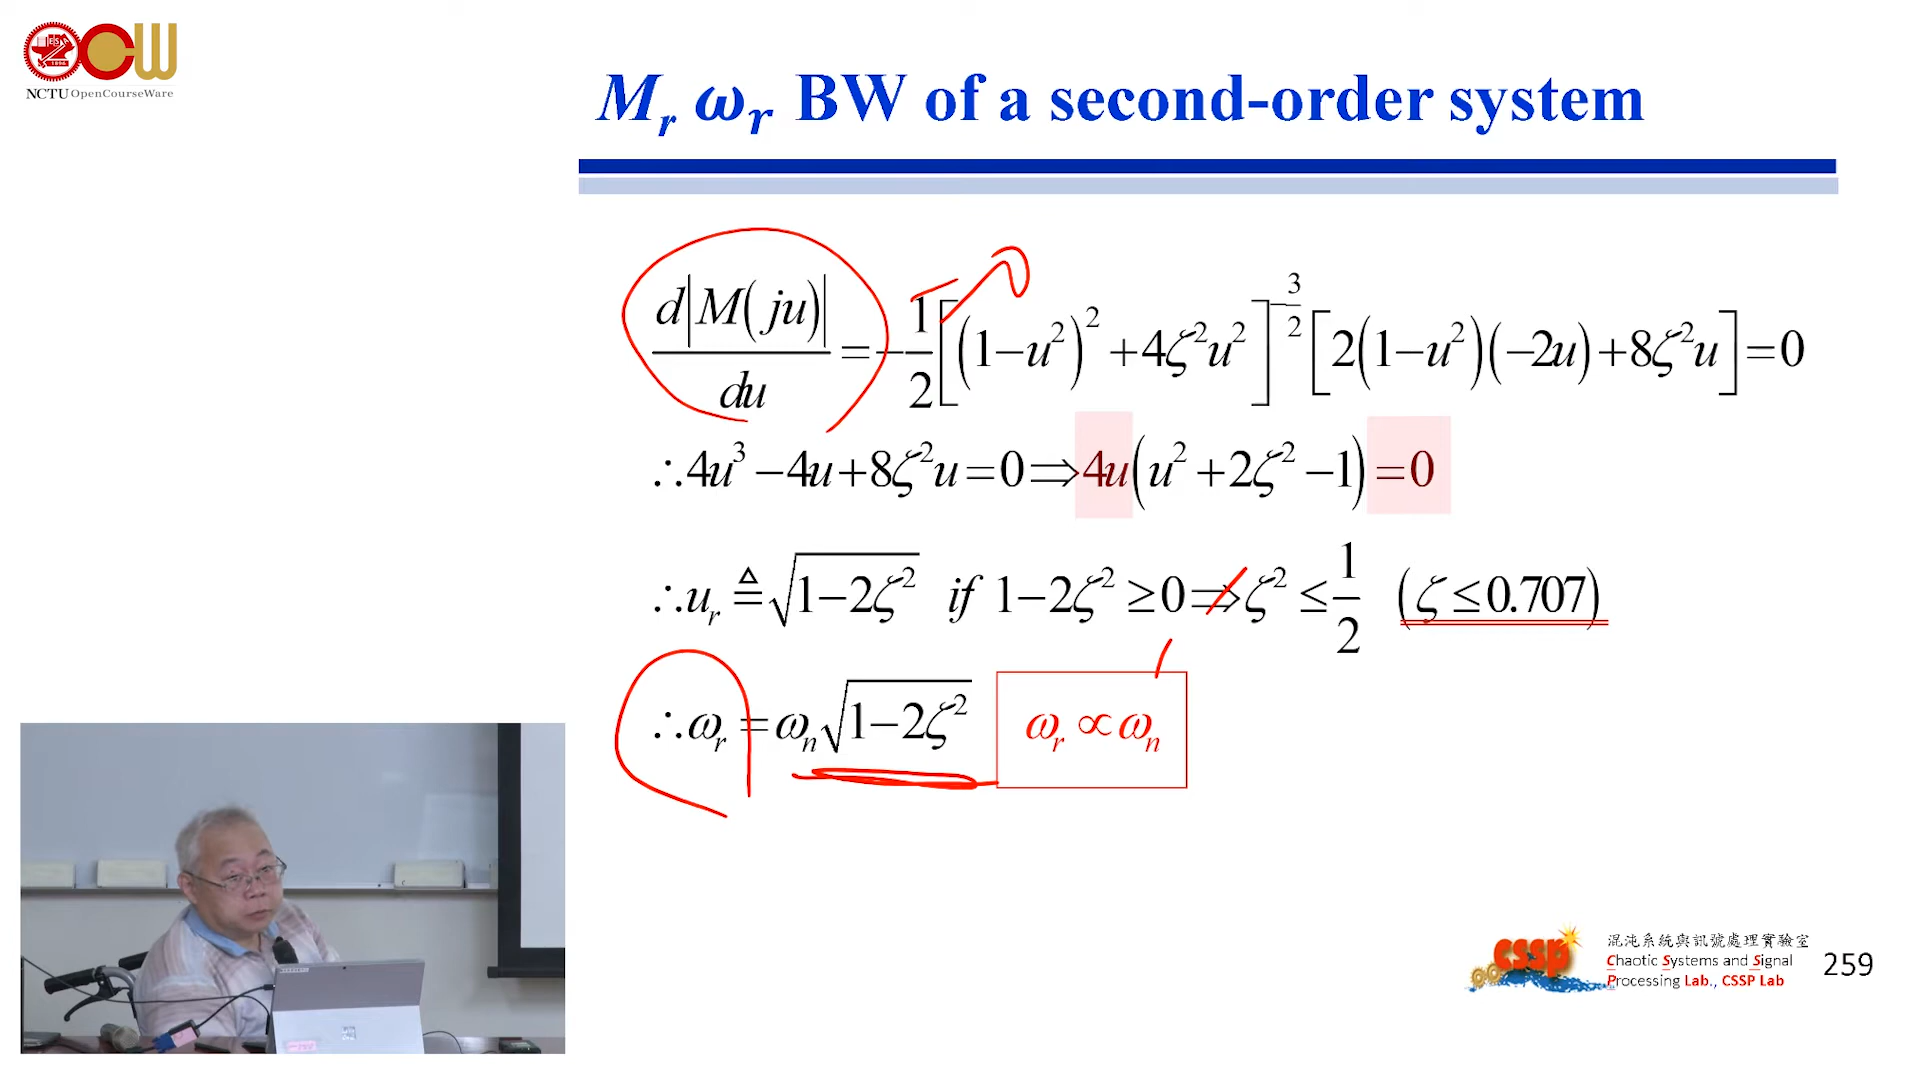 NCTU OpenCourseWare
M_r ω_r BW of a second-order system
d|M(ju)|/du = -1/2[(1-u²)²+4ζ²u²]^(-3/2)[2(1-u²)(-2u)+8ζ²u]=0
∴4u³-4u+8ζ²u=0⇒4u(u²+2ζ²-1)=0
∴u_r≜√(1-2ζ²) if 1-2ζ²≥0⇒ζ²≤1/2 (ζ≤0.707)
∴ω_r=ω_n√(1-2ζ²) ω_r∝ω_n
cssp
混沌系統與訊號處理實驗室
Chaotic Systems and Signal
Processing Lab., CSSP Lab
259